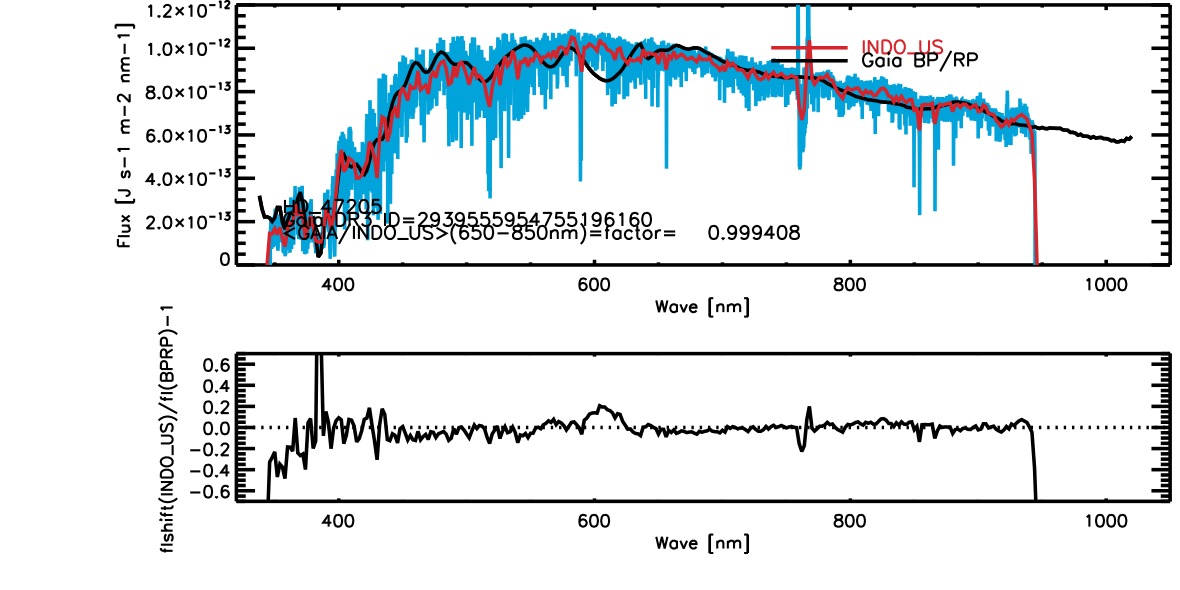 1.2×10⁻¹²
1.0×10⁻¹²
8.0×10⁻¹³
6.0×10⁻¹³
4.0×10⁻¹³
2.0×10⁻¹³
0
Flux [J s−1 m−2 nm−1]
INDO_US
Gaia BP/RP
HD_47205
Gaia DR3 ID=2939555954755196160
<GAIA/INDO_US>(650−850nm)=factor= 0.999408
400 600 800 1000
Wave [nm]
0.6
0.4
0.2
0.0
−0.2
−0.4
−0.6
flshift(INDO_US)/fl(BPRP)−1
400 600 800 1000
Wave [nm]